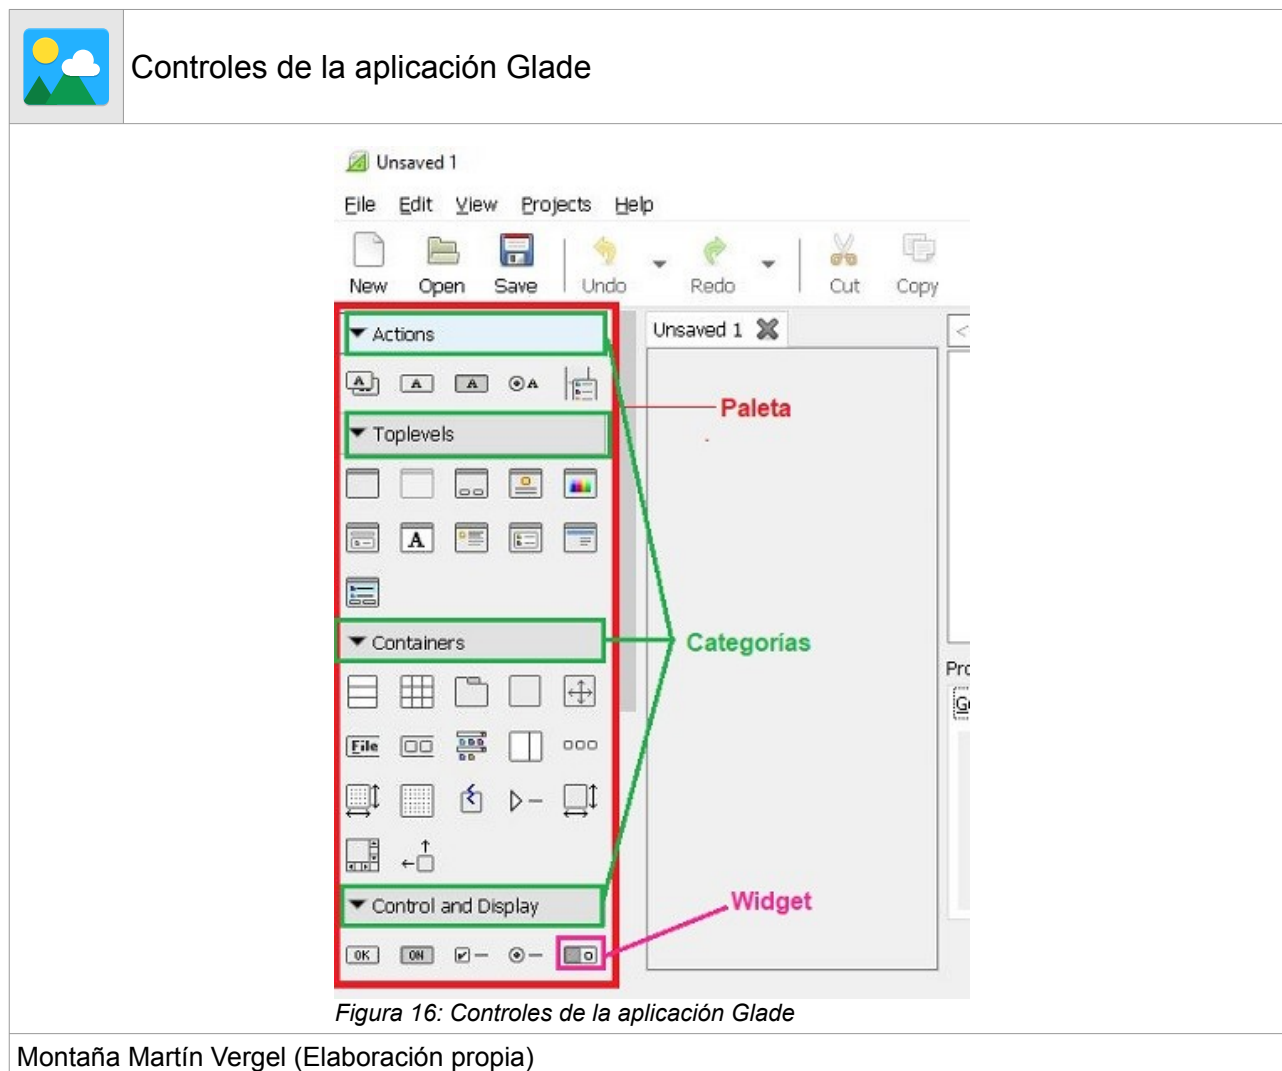 Controles de la aplicación Glade
Unsaved 1
File Edit View Projects Help
New Open Save Undo Redo Cut Copy
Actions
Unsaved 1
A A A A
Paleta
Toplevels
A
Containers
Categorías
File
Widget
Control and Display
OK ON
Figura 16: Controles de la aplicación Glade
Montaña Martín Vergel (Elaboración propia)